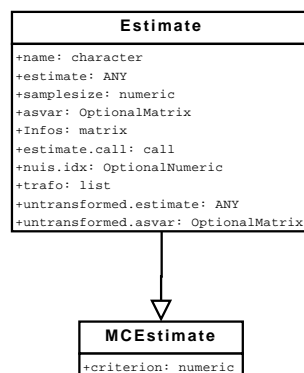 Estimate
+name: character
+estimate: ANY
+samplesize: numeric
+asvar: OptionalMatrix
+Infos: matrix
+estimate.call: call
+nuis.idx: OptionalNumeric
+trafo: list
+untransformed.estimate: ANY
+untransformed.asvar: OptionalMatrix
MCEstimate
+criterion: numeric